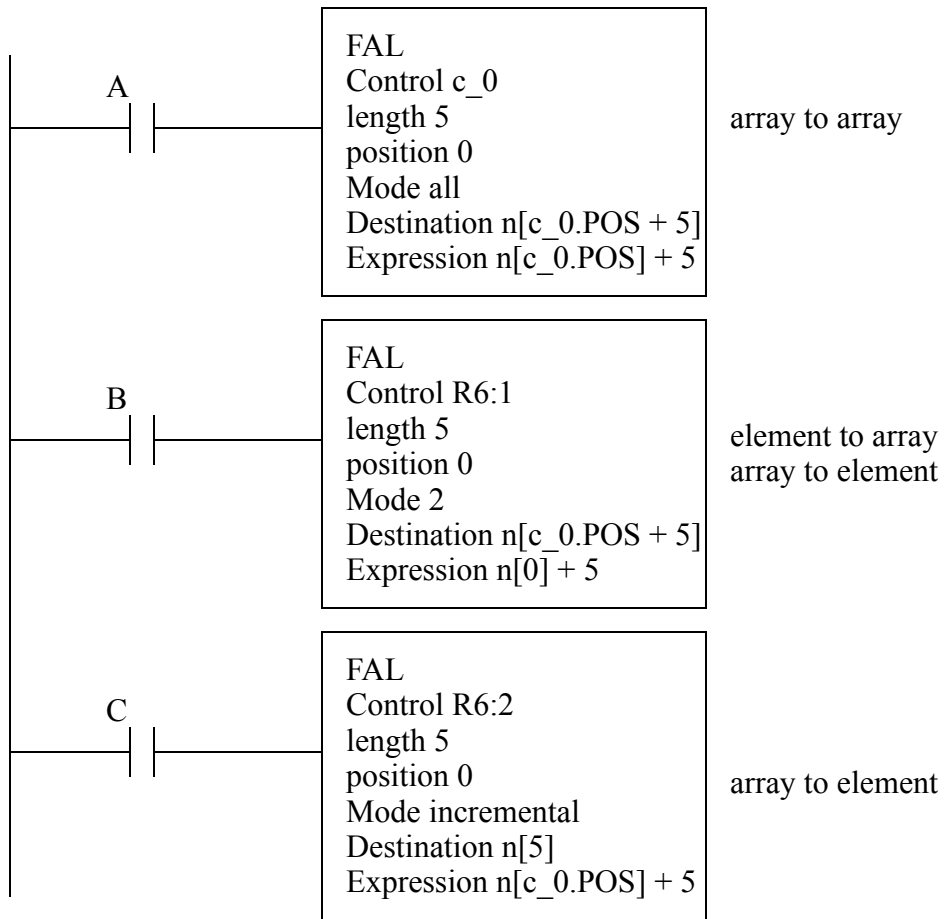 A
FAL
Control c_0
length 5
position 0
Mode all
Destination n[c_0.POS + 5]
Expression n[c_0.POS] + 5
array to array
B
FAL
Control R6:1
length 5
position 0
Mode 2
Destination n[c_0.POS + 5]
Expression n[0] + 5
element to array
array to element
C
FAL
Control R6:2
length 5
position 0
Mode incremental
Destination n[5]
Expression n[c_0.POS] + 5
array to element